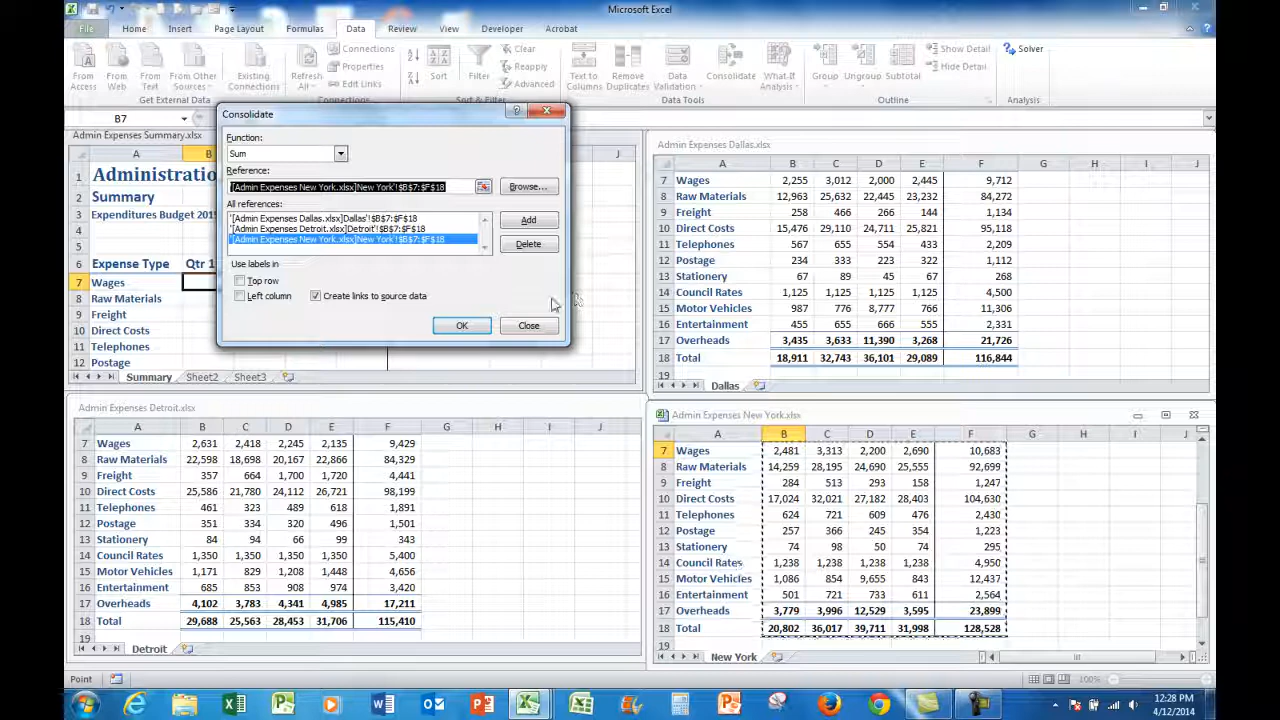 Microsoft Excel
File Home Insert Page Layout Formulas Data Review View Developer Acrobat
From Access
From Web
From Text
From Other Sources
Existing Connections
Refresh All
Connections
Properties
Edit Links
Sort
Filter
Clear
Reapply
Advanced
Text to Columns
Remove Duplicates
Data Validation
Consolidate
What-If Analysis
Group
Ungroup
Subtotal
Show Detail
Hide Detail
Solver
Get External Data
Connections
Sort & Filter
Data Tools
Outline
Analysis
B7
Admin Expenses Summary.xlsx
A B J
1 Administratio
2 Summary
3 Expenditures Budget 201
4
5
6 Expense Type Qtr 1
7 Wages
8 Raw Materials
9 Freight
10 Direct Costs
11 Telephones
12 Postage
Summary Sheet2 Sheet3
Consolidate
Function:
Sum
Reference:
'[Admin Expenses New York.xlsx]New York'!$B$7:$F$18
Browse...
All references:
'[Admin Expenses Dallas.xlsx]Dallas'!$B$7:$F$18
'[Admin Expenses Detroit.xlsx]Detroit'!$B$7:$F$18
'[Admin Expenses New York.xlsx]New York'!$B$7:$F$18
Add
Delete
Use labels in
Top row
Left column
Create links to source data
OK
Close
Admin Expenses Dallas.xlsx
A B C D E F G H I J
7 Wages 2,255 3,012 2,000 2,445 9,712
8 Raw Materials 12,963 25,632 22,445 23,232 84,272
9 Freight 258 466 266 144 1,134
10 Direct Costs 15,476 29,110 24,711 25,821 95,118
11 Telephones 567 655 554 433 2,209
12 Postage 234 333 223 322 1,112
13 Stationery 67 89 45 67 268
14 Council Rates 1,125 1,125 1,125 1,125 4,500
15 Motor Vehicles 987 776 8,777 766 11,306
16 Entertainment 455 655 666 555 2,331
17 Overheads 3,435 3,633 11,390 3,268 21,726
18 Total 18,911 32,743 36,101 29,089 116,844
19
Dallas
Admin Expenses Detroit.xlsx
A B C D E F G H I J
7 Wages 2,631 2,418 2,245 2,135 9,429
8 Raw Materials 22,598 18,698 20,167 22,866 84,329
9 Freight 357 664 1,700 1,720 4,441
10 Direct Costs 25,586 21,780 24,112 26,721 98,199
11 Telephones 461 323 489 618 1,891
12 Postage 351 334 320 496 1,501
13 Stationery 84 94 66 99 343
14 Council Rates 1,350 1,350 1,350 1,350 5,400
15 Motor Vehicles 1,171 829 1,208 1,448 4,656
16 Entertainment 685 853 908 974 3,420
17 Overheads 4,102 3,783 4,341 4,985 17,211
18 Total 29,688 25,563 28,453 31,706 115,410
19
Detroit
Admin Expenses New York.xlsx
A B C D E F G H I J
7 Wages 2,481 3,313 2,200 2,690 10,683
8 Raw Materials 14,259 28,195 24,690 25,555 92,699
9 Freight 284 513 293 158 1,247
10 Direct Costs 17,024 32,021 27,182 28,403 104,630
11 Telephones 624 721 609 476 2,430
12 Postage 257 366 245 354 1,223
13 Stationery 74 98 50 74 295
14 Council Rates 1,238 1,238 1,238 1,238 4,950
15 Motor Vehicles 1,086 854 9,655 843 12,437
16 Entertainment 501 721 733 611 2,564
17 Overheads 3,779 3,996 12,529 3,595 23,899
18 Total 20,802 36,017 39,711 31,998 128,528
19
New York
Point
100%
12:28 PM
4/12/2014